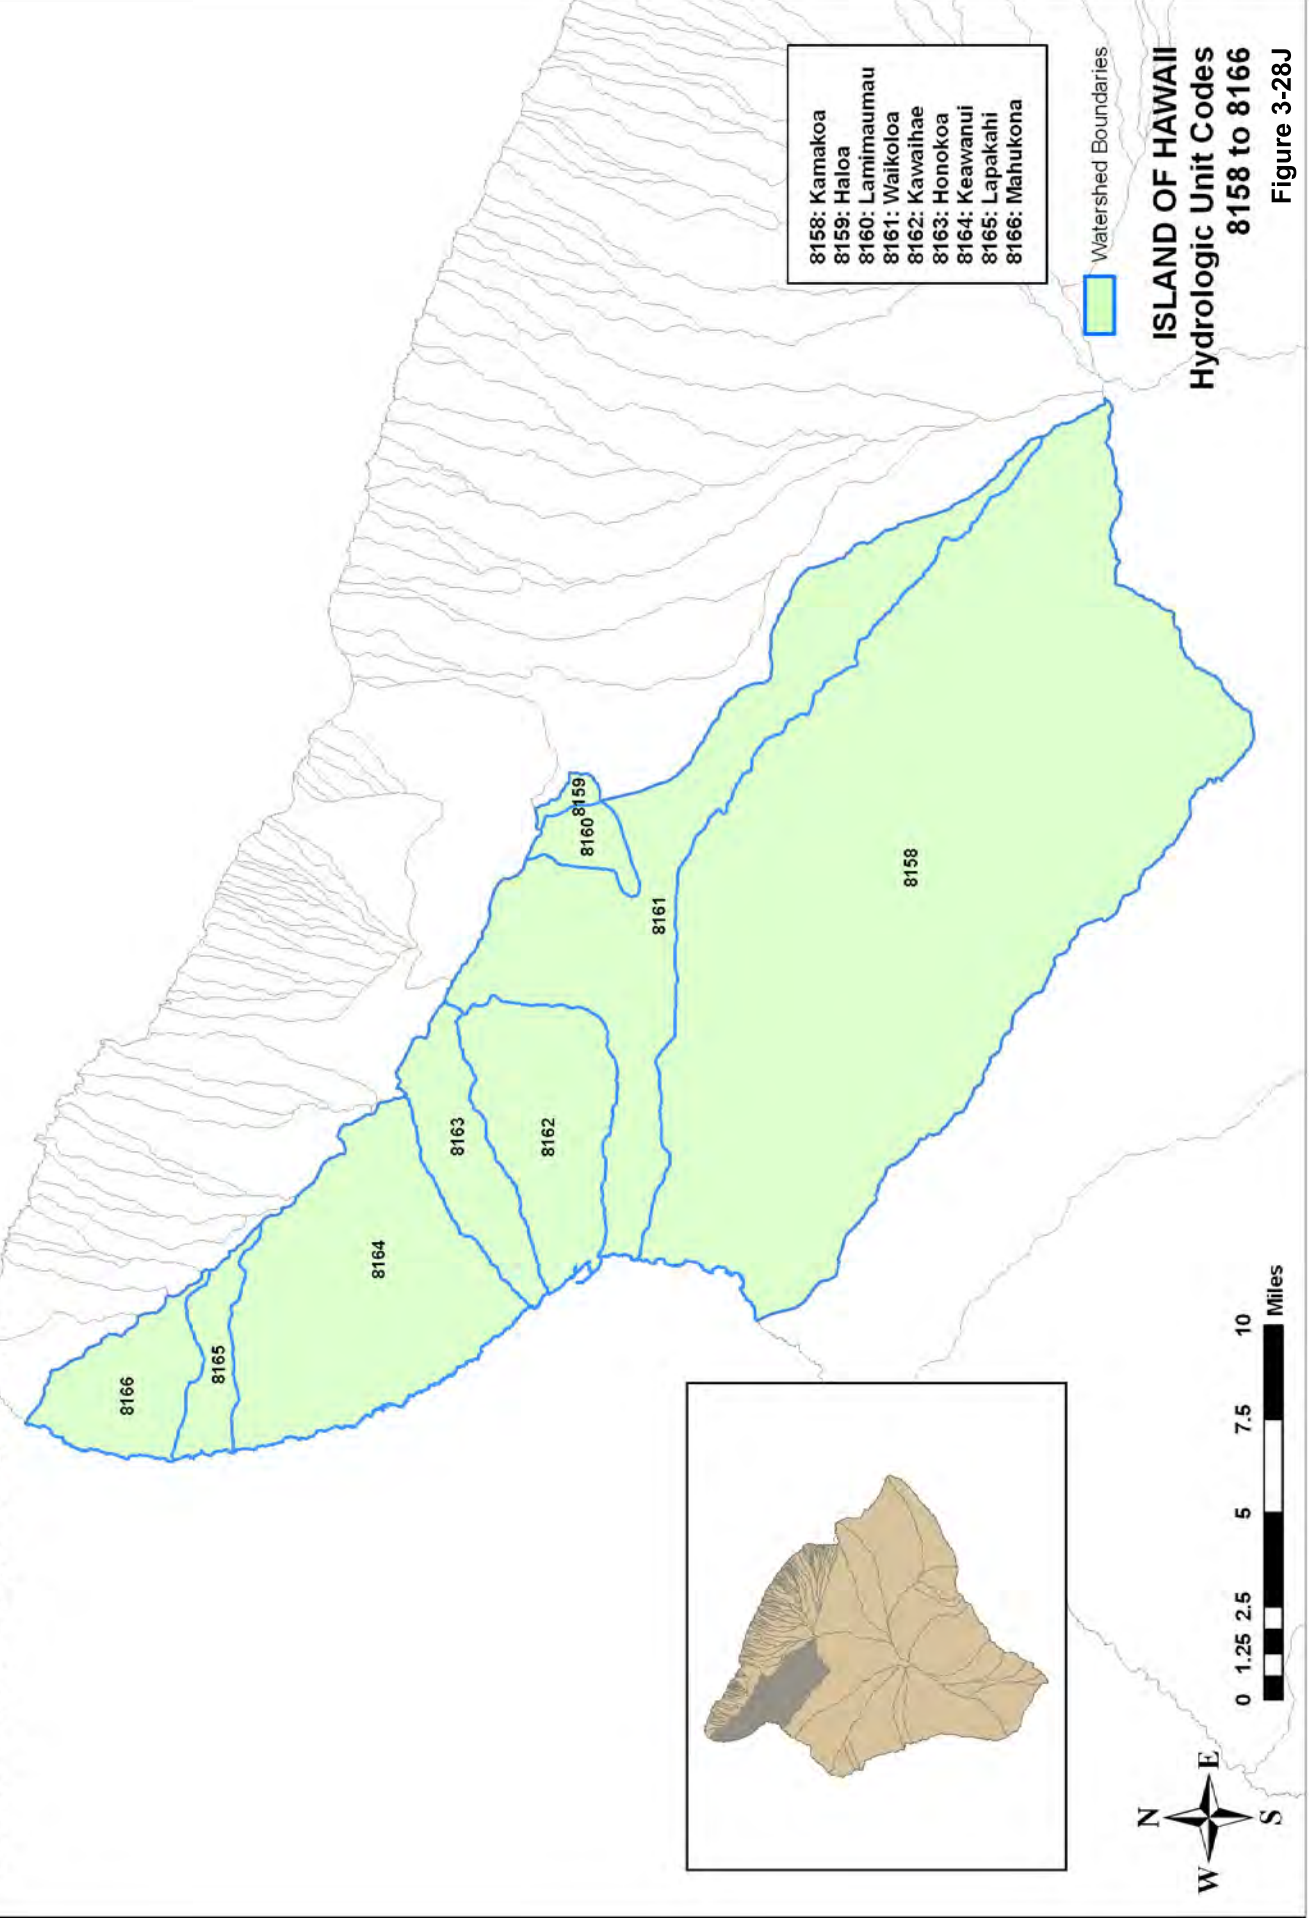 8166
8165
8164
8163
8162
8161
8160
8159
8158
8158: Kamakoa
8159: Haloa
8160: Lamimaumau
8161: Waikoloa
8162: Kawaihae
8163: Honokoa
8164: Keawanui
8165: Lapakahi
8166: Mahukona
Watershed Boundaries
ISLAND OF HAWAII
Hydrologic Unit Codes
8158 to 8166
Figure 3-28J
N
W E
S
0 1.25 2.5 5 7.5 10
Miles